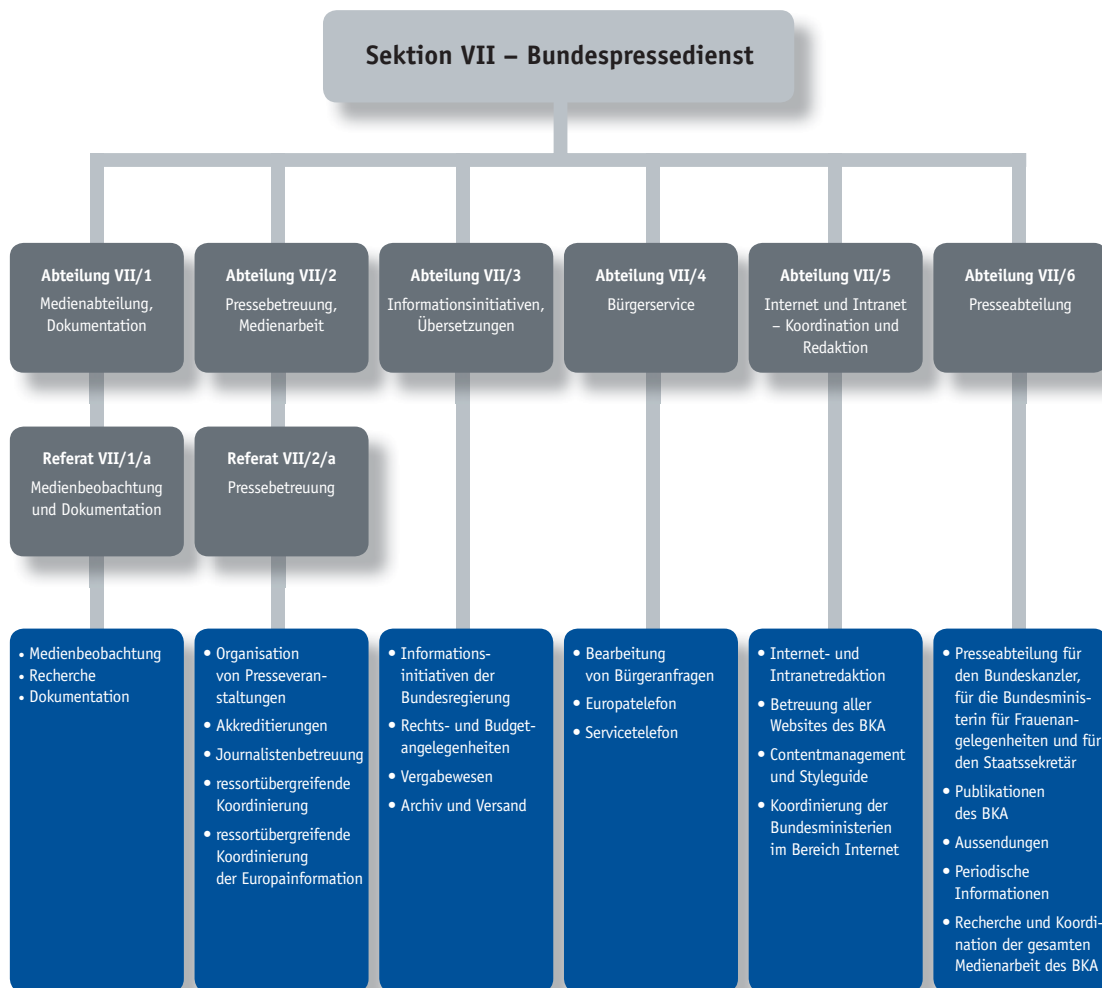 Sektion VII – Bundespressedienst
Abteilung VII/1
Medienabteilung,
Dokumentation
Abteilung VII/2
Pressebetreuung,
Medienarbeit
Abteilung VII/3
Informationsinitiativen,
Übersetzungen
Abteilung VII/4
Bürgerservice
Abteilung VII/5
Internet und Intranet
– Koordination und
Redaktion
Abteilung VII/6
Presseabteilung
Referat VII/1/a
Medienbeobachtung
und Dokumentation
Referat VII/2/a
Pressebetreuung
• Medienbeobachtung
• Recherche
• Dokumentation
• Organisation
von Presseveran-
staltungen
• Akkreditierungen
• Journalistenbetreuung
• ressortübergreifende
Koordinierung
• ressortübergreifende
Koordinierung
der Europainformation
• Informations-
initiativen der
Bundesregierung
• Rechts- und Budget-
angelegenheiten
• Vergabewesen
• Archiv und Versand
• Bearbeitung
von Bürgeranfragen
• Europatelefon
• Servicetelefon
• Internet- und
Intranetredaktion
• Betreuung aller
Websites des BKA
• Contentmanagement
und Styleguide
• Koordinierung der
Bundesministerien
im Bereich Internet
• Presseabteilung für
den Bundeskanzler,
für die Bundesminis-
terin für Frauenan-
gelegenheiten und für
den Staatssekretär
• Publikationen
des BKA
• Aussendungen
• Periodische
Informationen
• Recherche und Koordi-
nation der gesamten
Medienarbeit des BKA